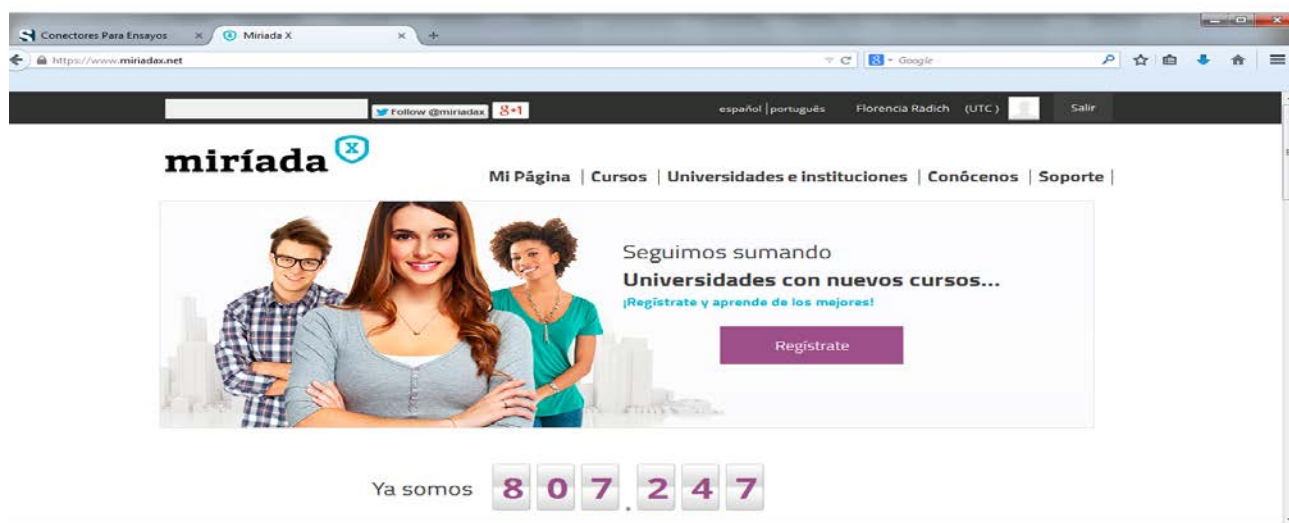 Conectores Para Ensayos
Miriada X
https://www.miriadax.net
Google
Follow @miriadax
g+1
español | português
Florencia Radich (UTC )
Salir
miríada X
Mi Página | Cursos | Universidades e instituciones | Conócenos | Soporte |
Seguimos sumando
Universidades con nuevos cursos...
¡Regístrate y aprende de los mejores!
Regístrate
Ya somos 807.247